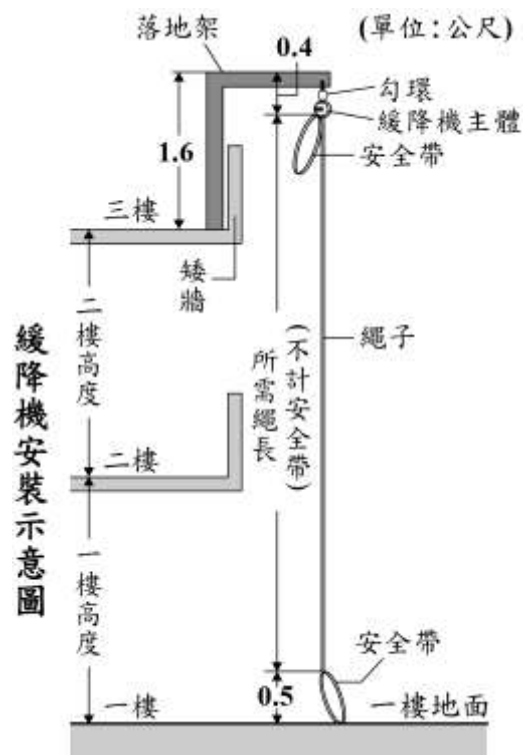 落地架
0.4
(單位：公尺)
勾環
緩降機主體
安全帶
1.6
三樓
矮牆
繩子
二樓高度
所需繩長
(不計安全帶)
緩降機安裝示意圖
二樓
一樓高度
安全帶
0.5
一樓
一樓地面